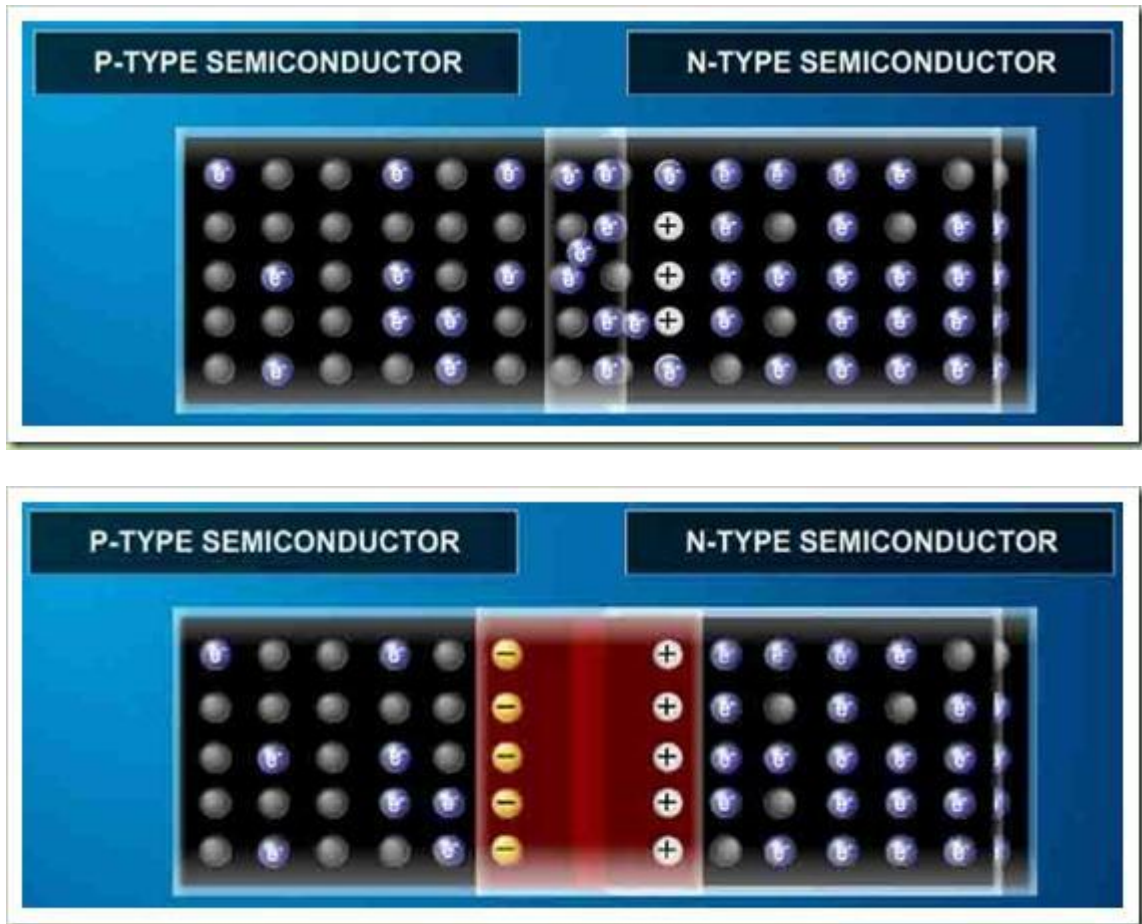 P-TYPE SEMICONDUCTOR
N-TYPE SEMICONDUCTOR
e- e- e- e- e- + e- e- e- e-
e- + e- e- e- e-
e-
e- e- e- e- + e- e- e- e- e-
e- e- e- e- + e- e- e- e-
e- e- e- e- e- e- e- e-
P-TYPE SEMICONDUCTOR
N-TYPE SEMICONDUCTOR
e- e- − + e- e- e- e-
− + e- e- e- e-
e- e- − + e- e- e- e- e-
e- e- − + e- e- e- e-
e- e- − + e- e- e- e-